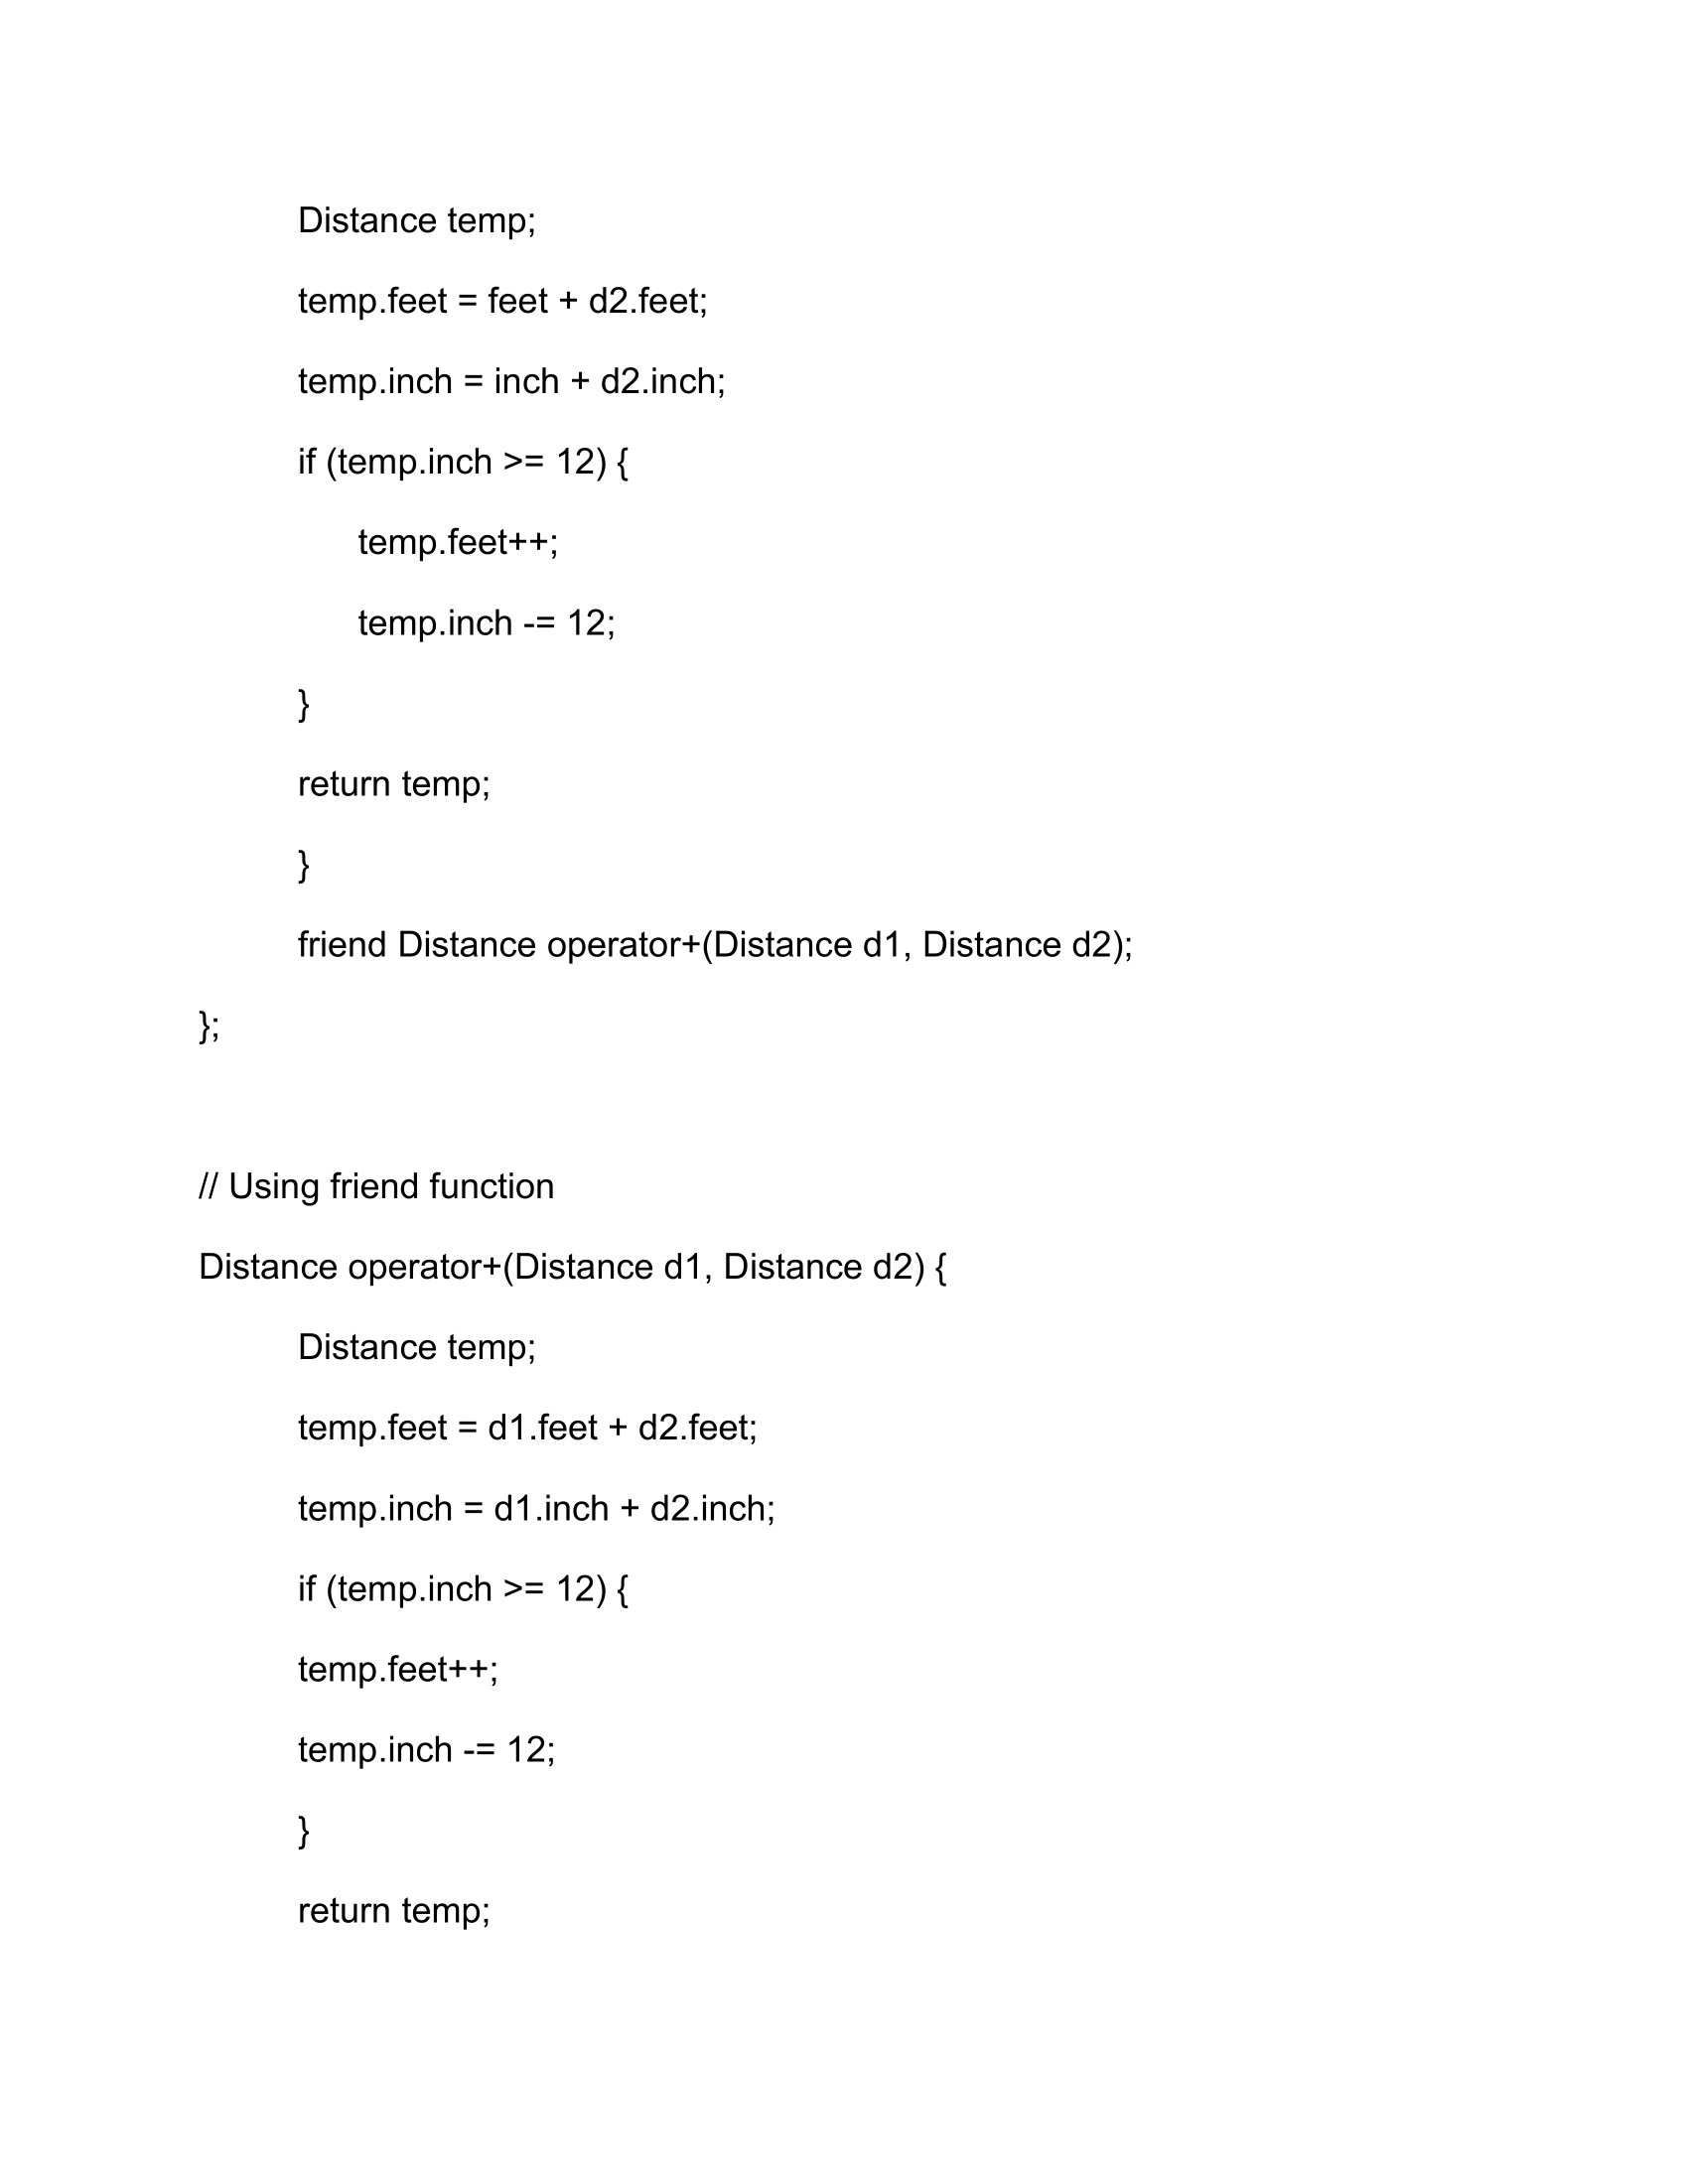 Distance temp;
temp.feet = feet + d2.feet;
temp.inch = inch + d2.inch;
if (temp.inch >= 12) {
temp.feet++;
temp.inch -= 12;
}
return temp;
}
friend Distance operator+(Distance d1, Distance d2);
};
// Using friend function
Distance operator+(Distance d1, Distance d2) {
Distance temp;
temp.feet = d1.feet + d2.feet;
temp.inch = d1.inch + d2.inch;
if (temp.inch >= 12) {
temp.feet++;
temp.inch -= 12;
}
return temp;